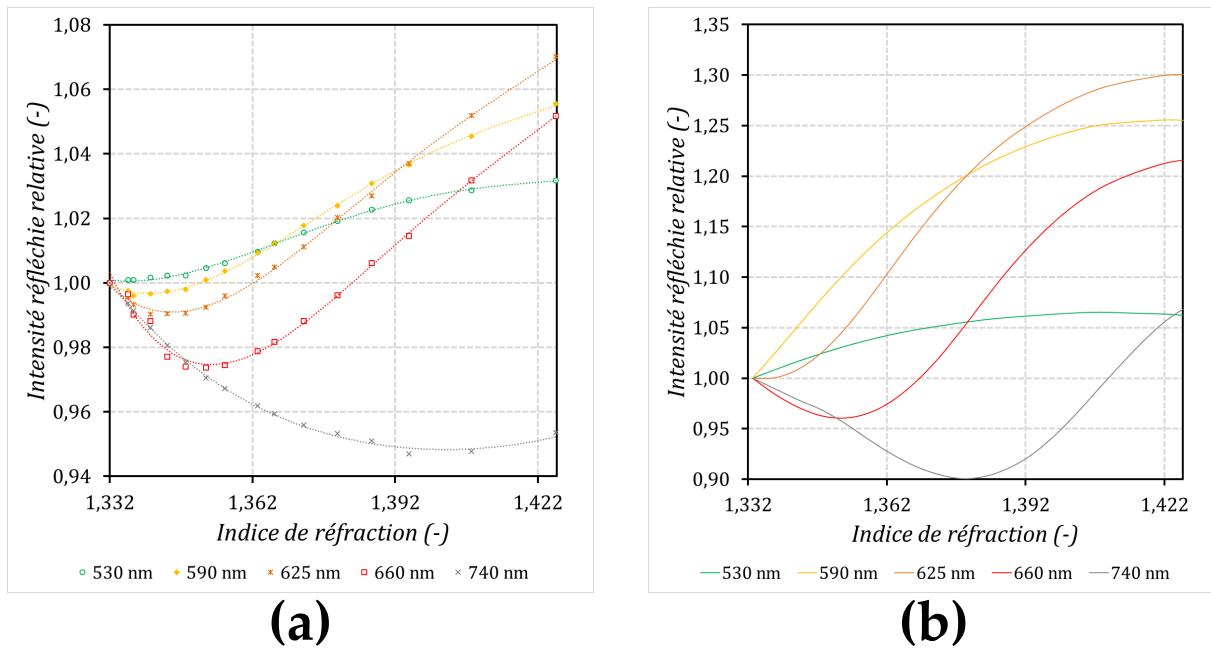 1,08
1,06
1,04
1,02
1,00
0,98
0,96
0,94
Intensité réfléchie relative (-)
1,332
1,362
1,392
1,422
Indice de réfraction (-)
530 nm
590 nm
625 nm
660 nm
740 nm
(a)
1,35
1,30
1,25
1,20
1,15
1,10
1,05
1,00
0,95
0,90
Intensité réfléchie relative (-)
1,332
1,362
1,392
1,422
Indice de réfraction (-)
530 nm
590 nm
625 nm
660 nm
740 nm
(b)